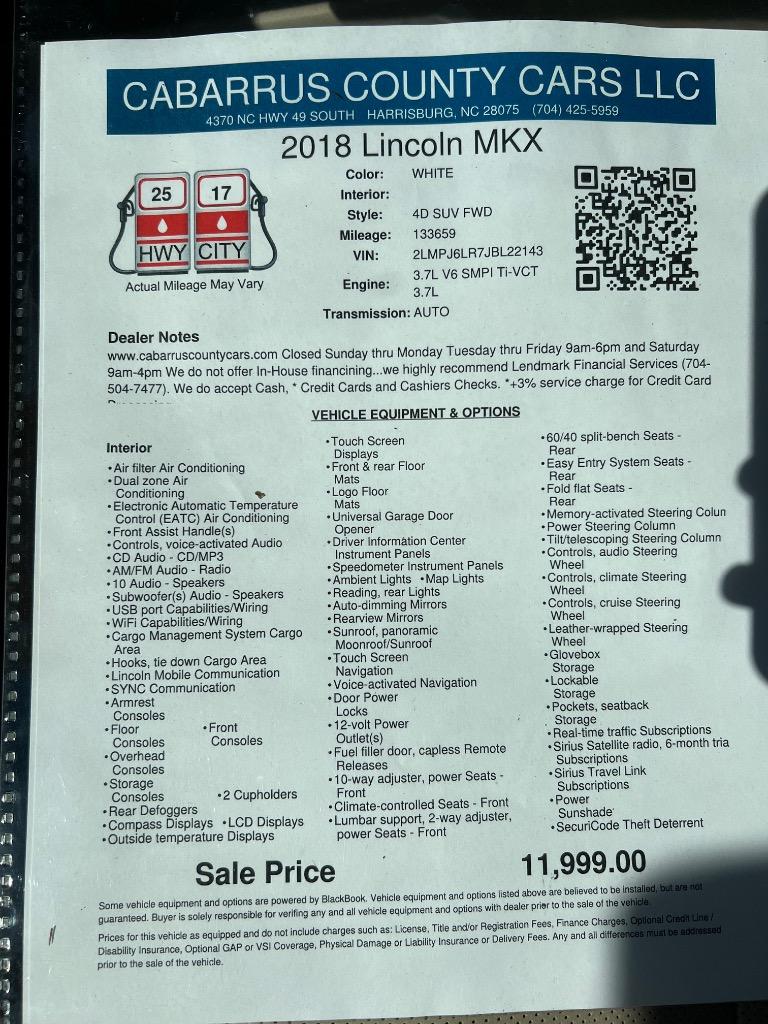 CABARRUS COUNTY CARS LLC
4370 NC HWY 49 SOUTH HARRISBURG, NC 28075 (704) 425-5959
2018 Lincoln MKX
25 17
HWY CITY
Actual Mileage May Vary
Color: WHITE
Interior:
Style: 4D SUV FWD
Mileage: 133659
VIN: 2LMPJ6LR7JBL22143
Engine: 3.7L V6 SMPI Ti-VCT
3.7L
Transmission: AUTO
Dealer Notes
www.cabarruscountycars.com Closed Sunday thru Monday Tuesday thru Friday 9am-6pm and Saturday
9am-4pm We do not offer In-House financining...we highly recommend Lendmark Financial Services (704-
504-7477). We do accept Cash, * Credit Cards and Cashiers Checks. *+3% service charge for Credit Card
VEHICLE EQUIPMENT & OPTIONS
Interior
•Air filter Air Conditioning
•Dual zone Air
Conditioning
•Electronic Automatic Temperature
Control (EATC) Air Conditioning
•Front Assist Handle(s)
•Controls, voice-activated Audio
•CD Audio - CD/MP3
•AM/FM Audio - Radio
•10 Audio - Speakers
•Subwoofer(s) Audio - Speakers
•USB port Capabilities/Wiring
•WiFi Capabilities/Wiring
•Cargo Management System Cargo
Area
•Hooks, tie down Cargo Area
•Lincoln Mobile Communication
•SYNC Communication
•Armrest
Consoles
•Floor •Front
Consoles Consoles
•Overhead
Consoles
•Storage
Consoles •2 Cupholders
•Rear Defoggers
•Compass Displays •LCD Displays
•Outside temperature Displays
•Touch Screen
Displays
•Front & rear Floor
Mats
•Logo Floor
Mats
•Universal Garage Door
Opener
•Driver Information Center
Instrument Panels
•Speedometer Instrument Panels
•Ambient Lights •Map Lights
•Reading, rear Lights
•Auto-dimming Mirrors
•Rearview Mirrors
•Sunroof, panoramic
Moonroof/Sunroof
•Touch Screen
Navigation
•Voice-activated Navigation
•Door Power
Locks
•12-volt Power
Outlet(s)
•Fuel filler door, capless Remote
Releases
•10-way adjuster, power Seats -
Front
•Climate-controlled Seats - Front
•Lumbar support, 2-way adjuster,
power Seats - Front
•60/40 split-bench Seats -
Rear
•Easy Entry System Seats -
Rear
•Fold flat Seats -
Rear
•Memory-activated Steering Colun
•Power Steering Column
•Tilt/telescoping Steering Column
•Controls, audio Steering
Wheel
•Controls, climate Steering
Wheel
•Controls, cruise Steering
Wheel
•Leather-wrapped Steering
Wheel
•Glovebox
Storage
•Lockable
Storage
•Pockets, seatback
Storage
•Real-time traffic Subscriptions
•Sirius Satellite radio, 6-month tria
Subscriptions
•Sirius Travel Link
Subscriptions
•Power
Sunshade
•SecuriCode Theft Deterrent
Sale Price 11,999.00
Some vehicle equipment and options are powered by BlackBook. Vehicle equipment and options listed above are believed to be installed, but are not
guaranteed. Buyer is solely responsible for verifing any and all vehicle equipment and options with dealer prior to the sale of the vehicle.
Prices for this vehicle as equipped and do not include charges such as: License, Title and/or Registration Fees, Finance Charges, Optional Credit Line /
Disability Insurance, Optional GAP or VSI Coverage, Physical Damage or Liability Insurance or Delivery Fees. Any and all differences must be addressed
prior to the sale of the vehicle.